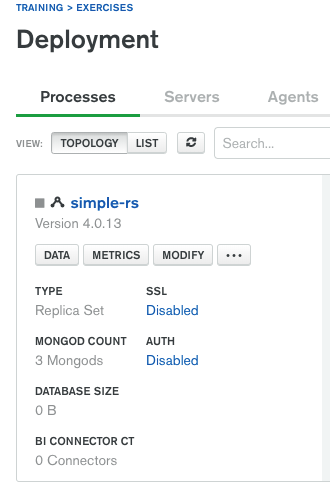 TRAINING > EXERCISES
Deployment
Processes Servers Agents
VIEW: TOPOLOGY LIST Search...
simple-rs
Version 4.0.13
DATA METRICS MODIFY ...
TYPE SSL
Replica Set Disabled
MONGOD COUNT AUTH
3 Mongods Disabled
DATABASE SIZE
0 B
BI CONNECTOR CT
0 Connectors